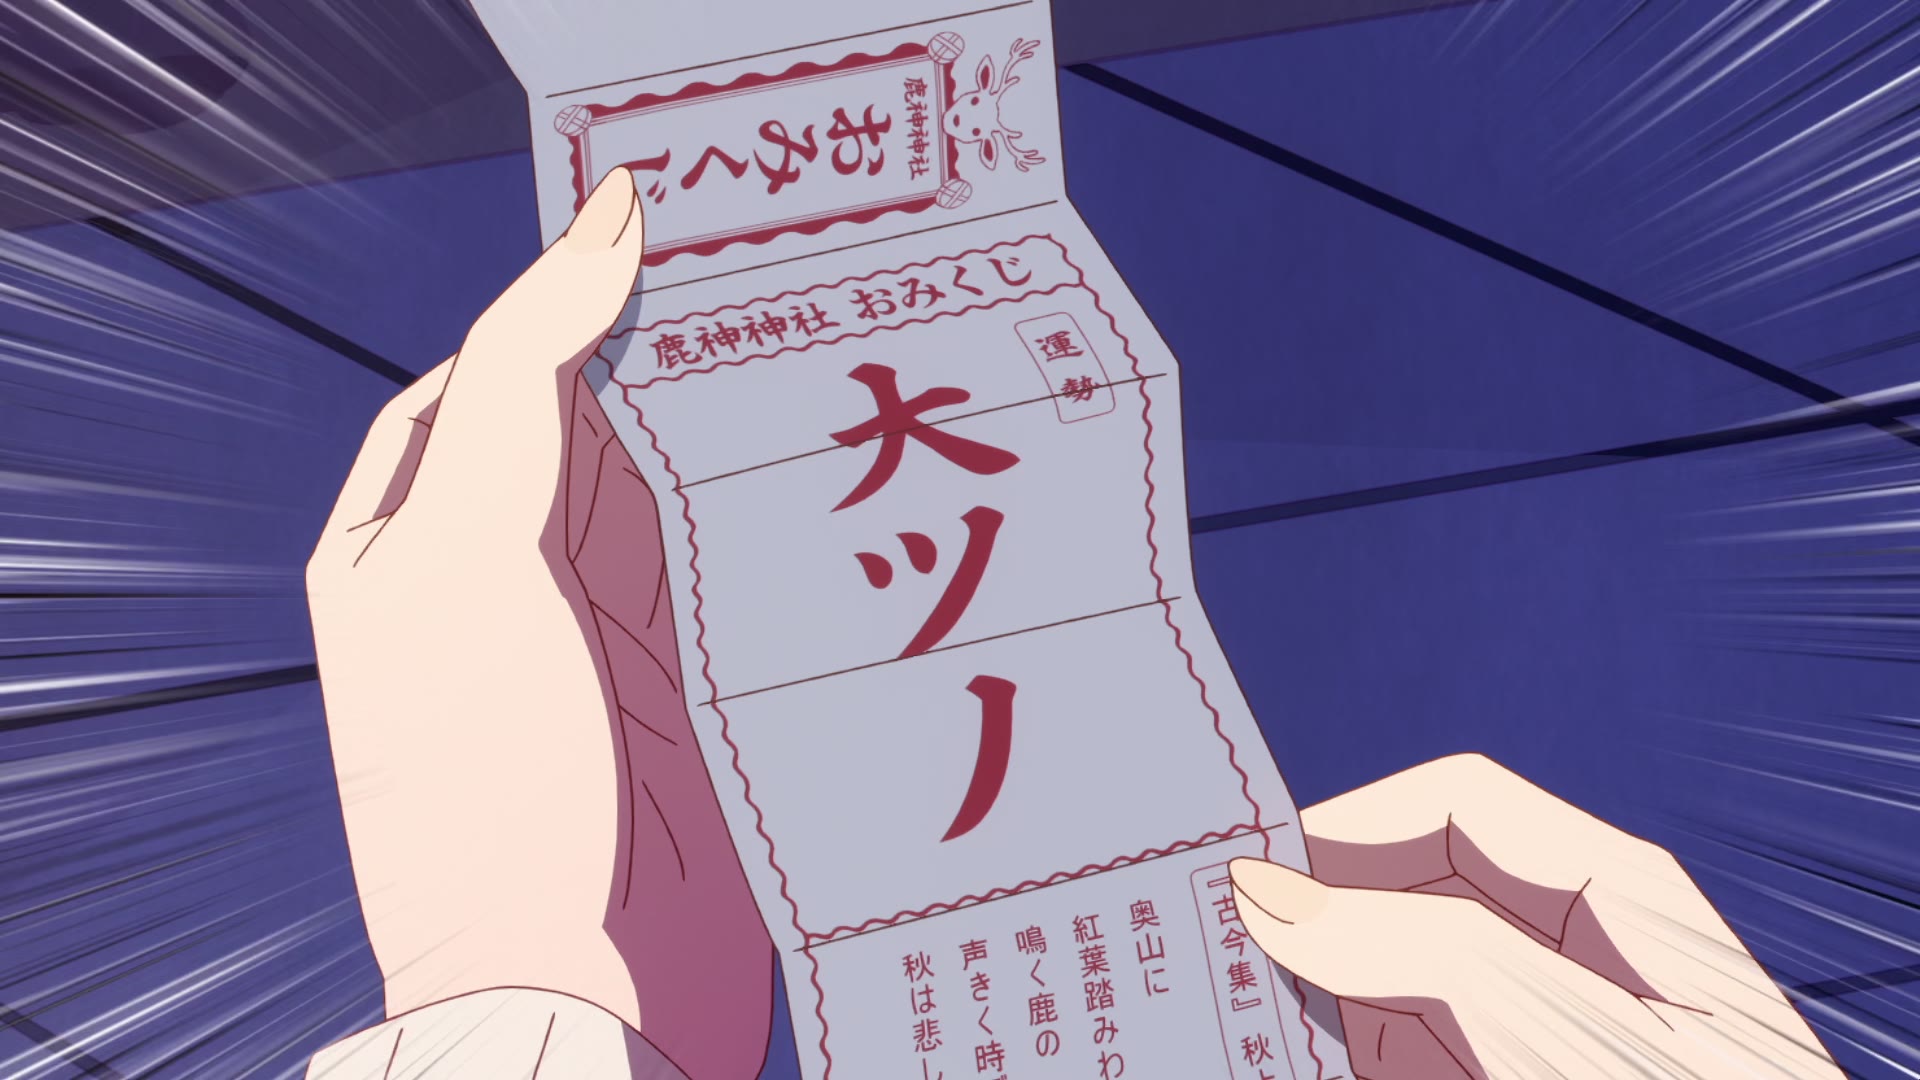 鹿神神社
おみくじ
鹿神神社 おみくじ
運勢
大ツノ
『古今集』 秋上
奥山に
紅葉踏みわ
鳴く鹿の
声きく時
秋は悲し